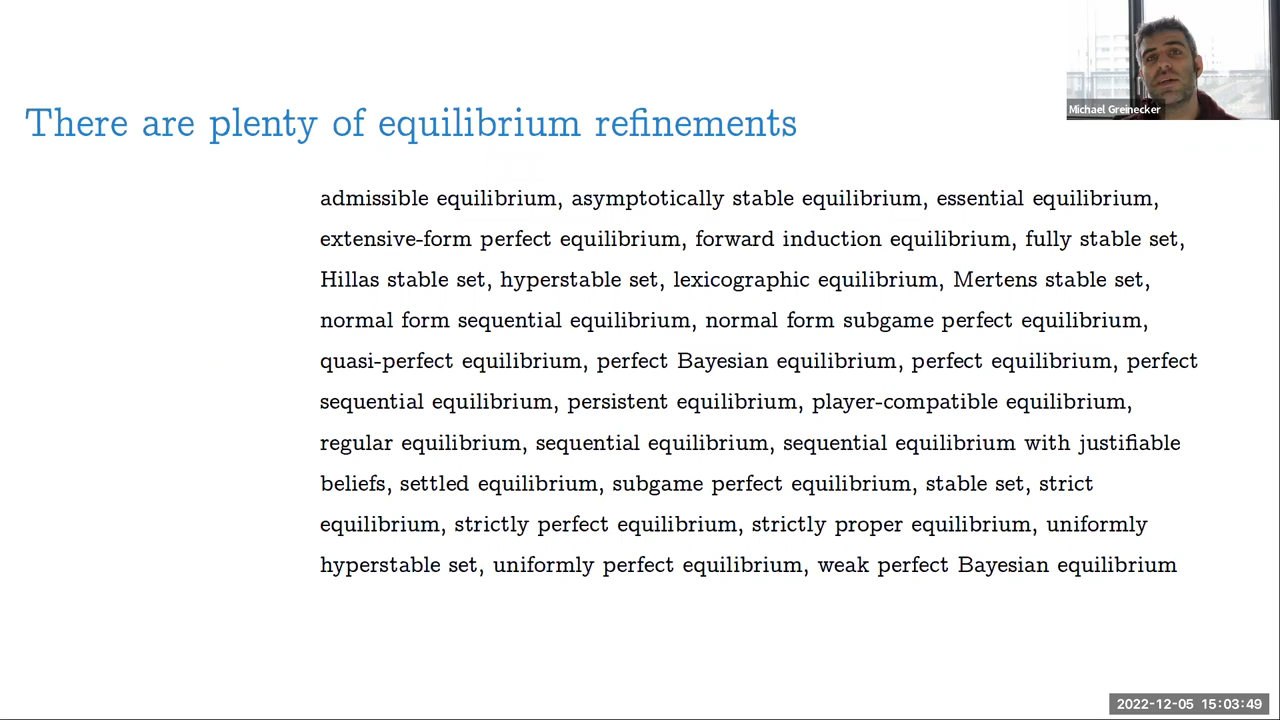 There are plenty of equilibrium refinements
Michael Greinecker
admissible equilibrium, asymptotically stable equilibrium, essential equilibrium,
extensive-form perfect equilibrium, forward induction equilibrium, fully stable set,
Hillas stable set, hyperstable set, lexicographic equilibrium, Mertens stable set,
normal form sequential equilibrium, normal form subgame perfect equilibrium,
quasi-perfect equilibrium, perfect Bayesian equilibrium, perfect equilibrium, perfect
sequential equilibrium, persistent equilibrium, player-compatible equilibrium,
regular equilibrium, sequential equilibrium, sequential equilibrium with justifiable
beliefs, settled equilibrium, subgame perfect equilibrium, stable set, strict
equilibrium, strictly perfect equilibrium, strictly proper equilibrium, uniformly
hyperstable set, uniformly perfect equilibrium, weak perfect Bayesian equilibrium
2022-12-05 15:03:49